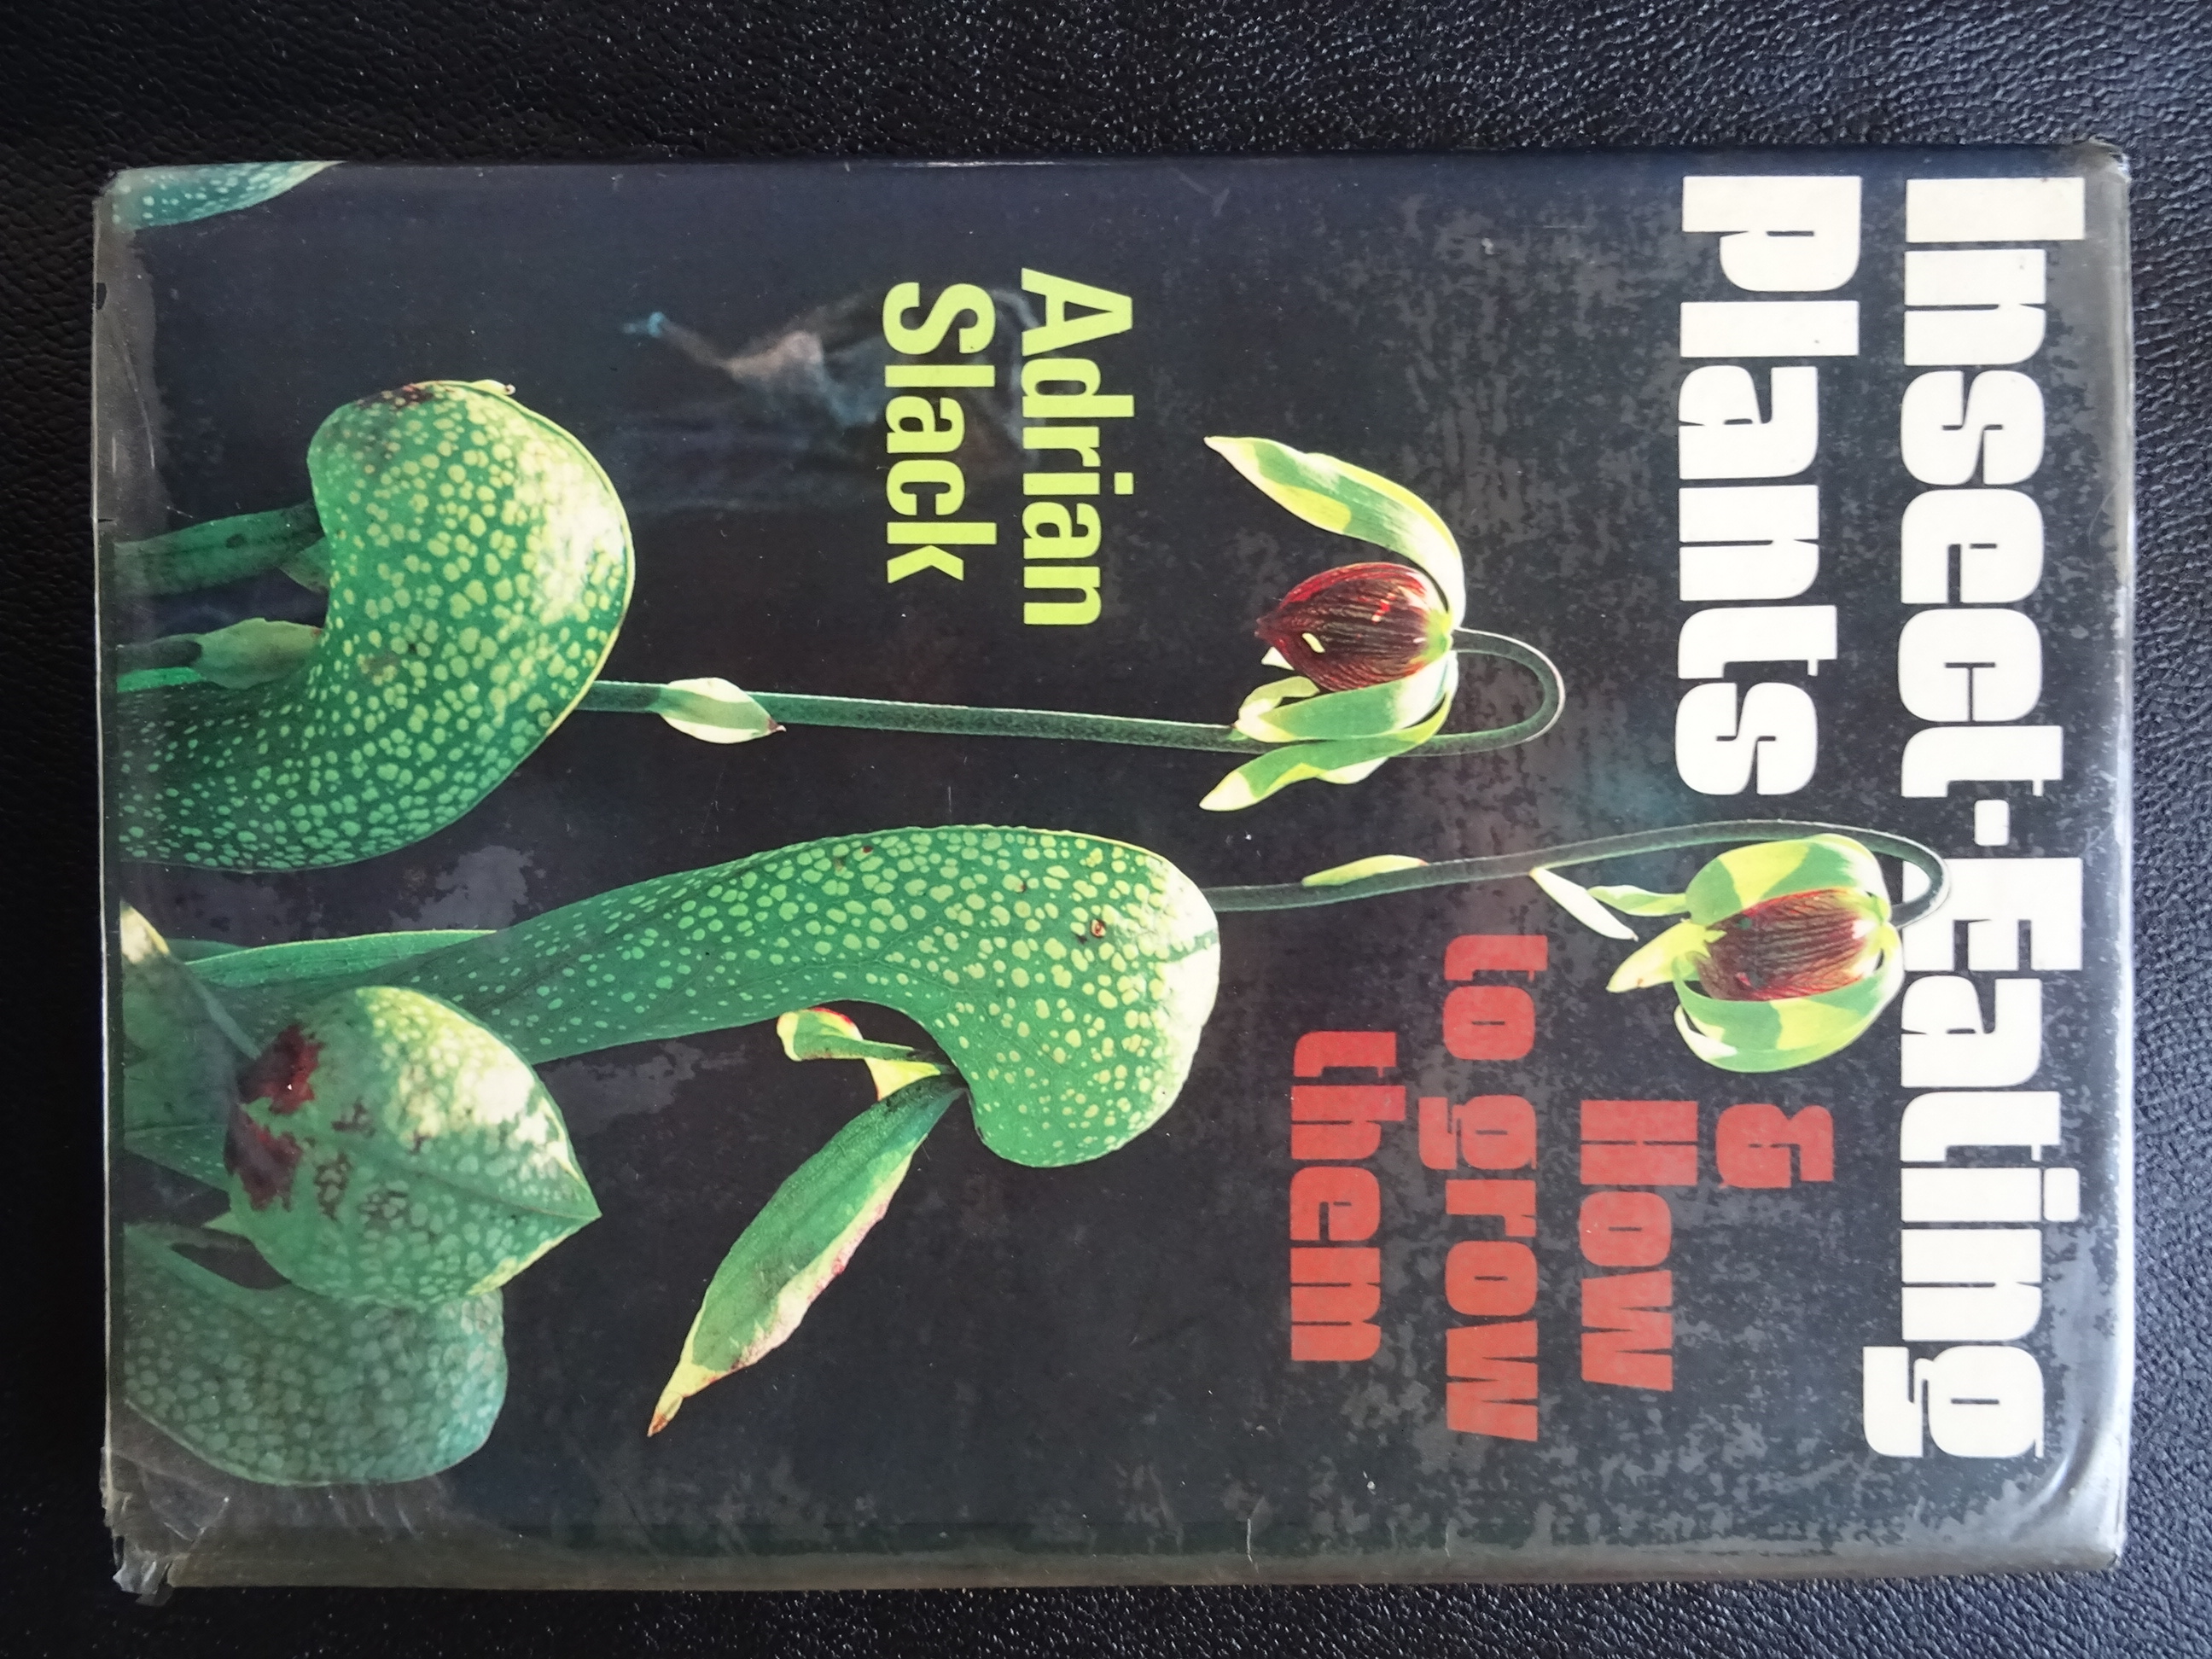 Insect-Eating
Plants
&
How
to grow
them
Adrian
Slack